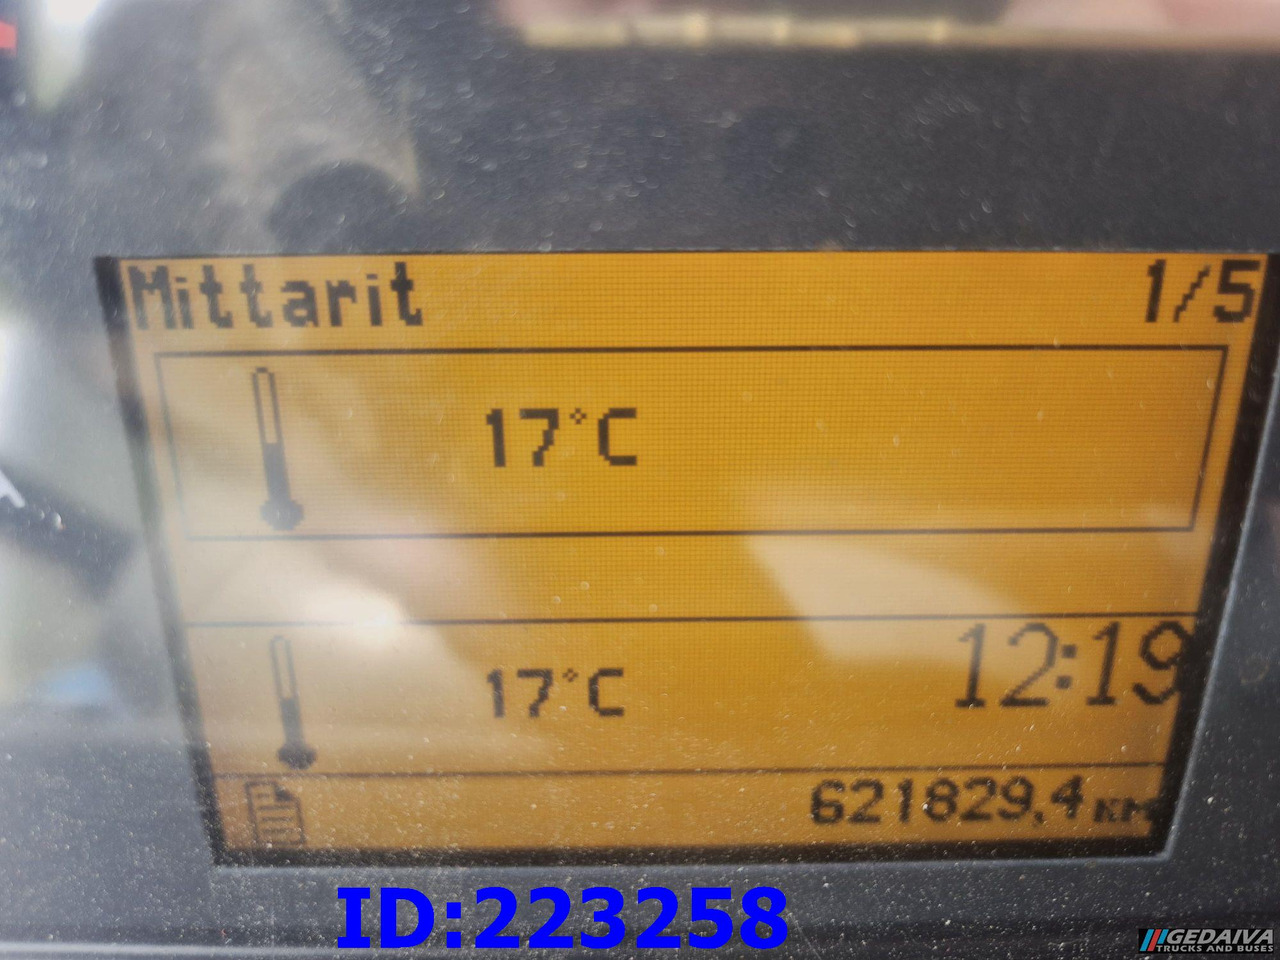 Mittarit 1/5
17°C
17°C 12:19
621829,4 KM
ID:223258
GEDAIVA
TRUCKS AND BUSES